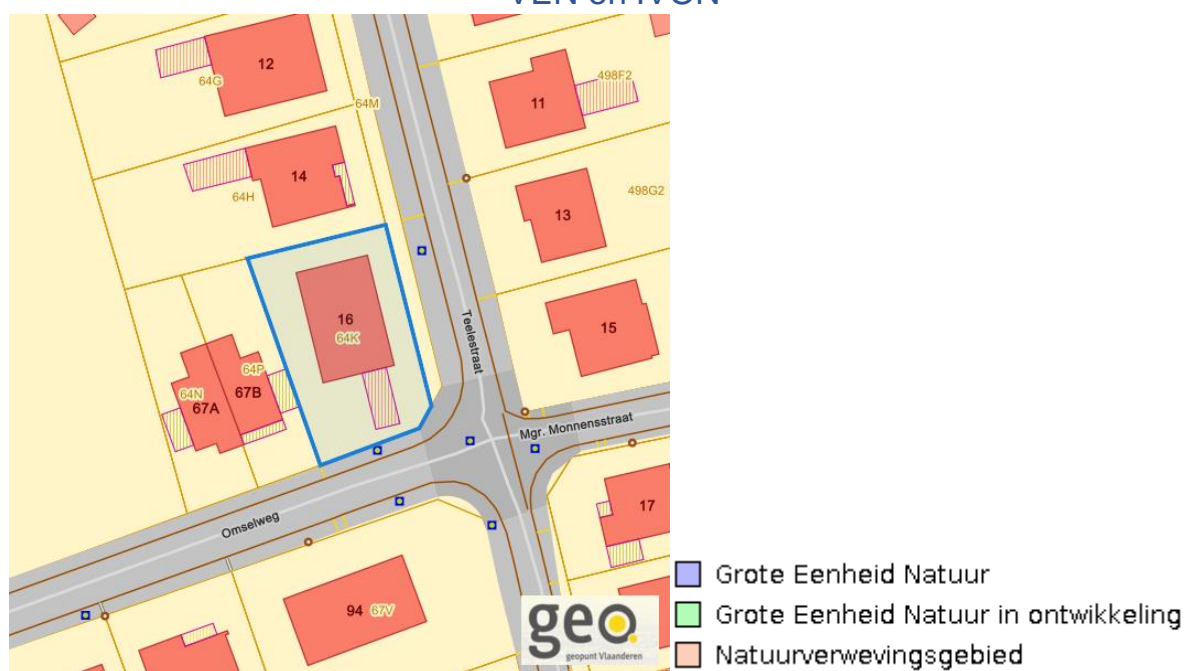 VEN en IVON
12
64G
64M
11
498F2
14
64H
13
498G2
16
64K
15
Teelestraat
64P
64N
67B
67A
Mgr. Monnensstraat
Omselweg
17
94
67V
geo
geopunt Vlaanderen
Grote Eenheid Natuur
Grote Eenheid Natuur in ontwikkeling
Natuurverwevingsgebied